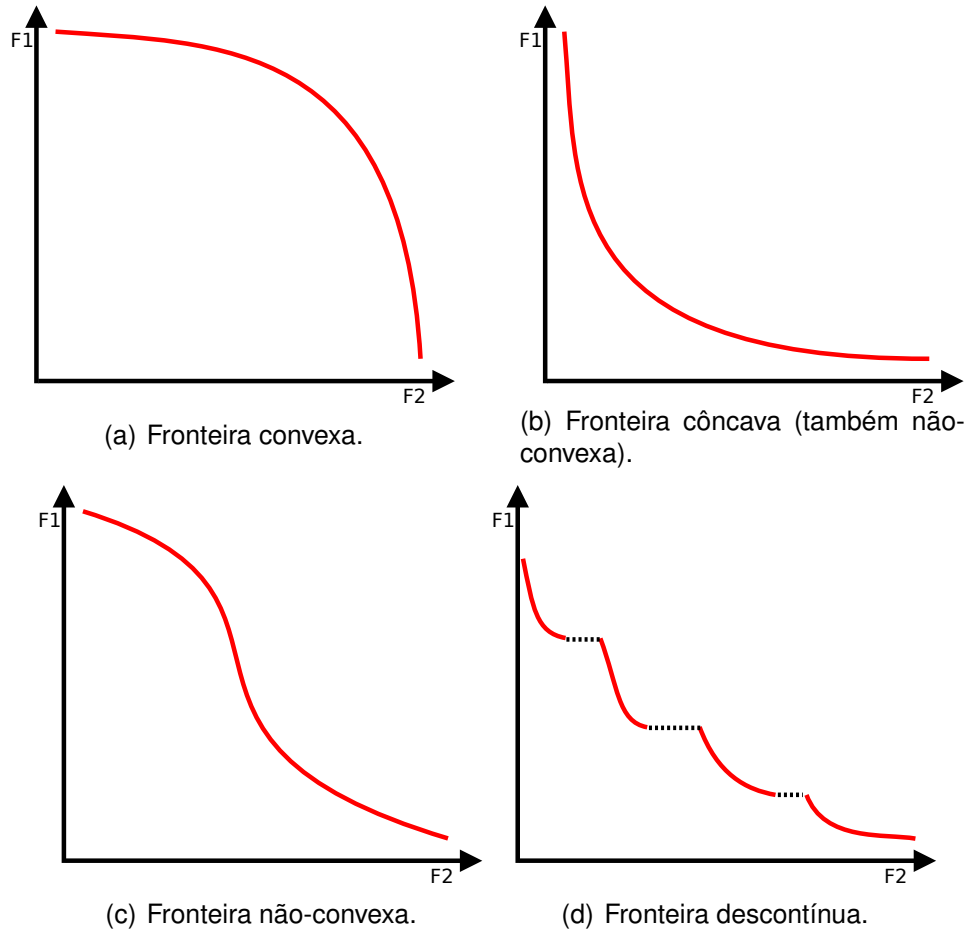 F1
F2
(a) Fronteira convexa.
F1
F2
(b) Fronteira côncava (também não-
convexa).
F1
F2
(c) Fronteira não-convexa.
F1
F2
(d) Fronteira descontínua.